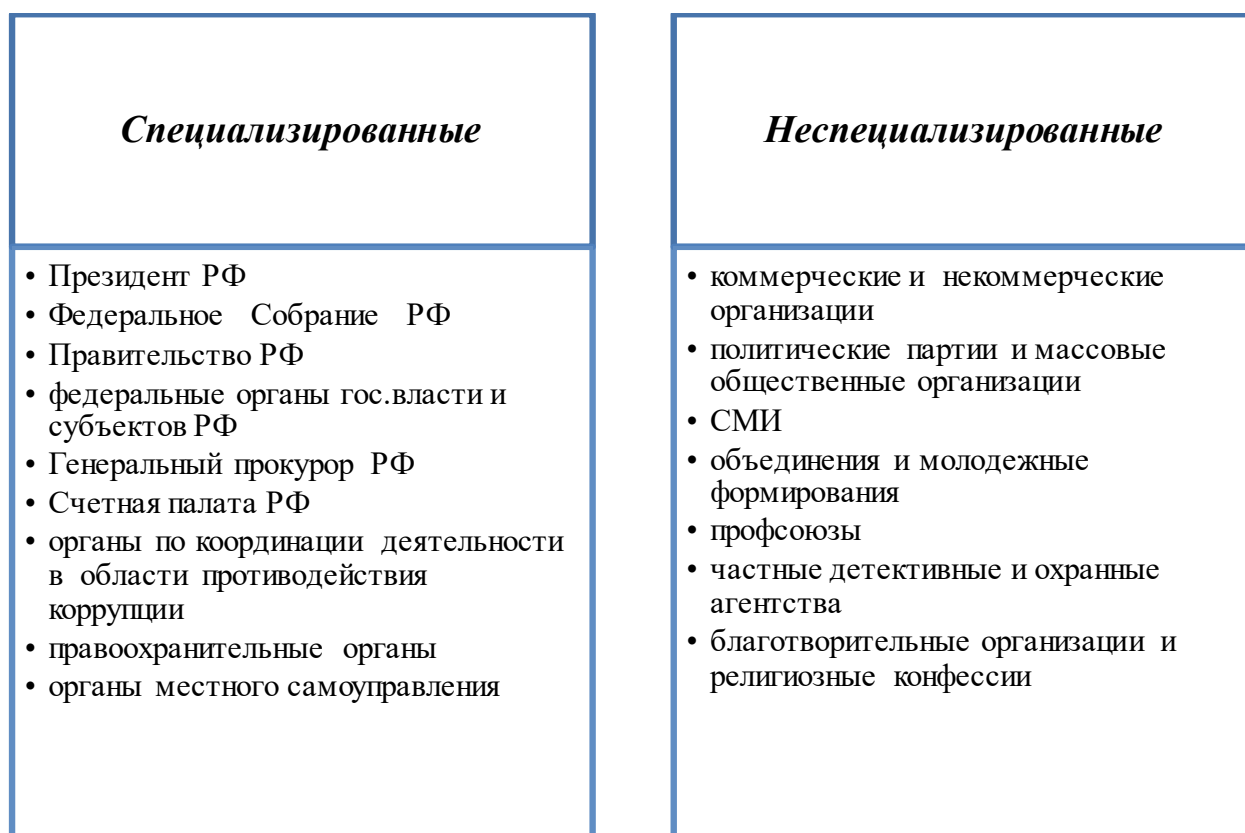 Специализированные
• Президент РФ
• Федеральное Собрание РФ
• Правительство РФ
• федеральные органы гос.власти и
субъектов РФ
• Генеральный прокурор РФ
• Счетная палата РФ
• органы по координации деятельности
в области противодействия
коррупции
• правоохранительные органы
• органы местного самоуправления
Неспециализированные
• коммерческие и некоммерческие
организации
• политические партии и массовые
общественные организации
• СМИ
• объединения и молодежные
формирования
• профсоюзы
• частные детективные и охранные
агентства
• благотворительные организации и
религиозные конфессии